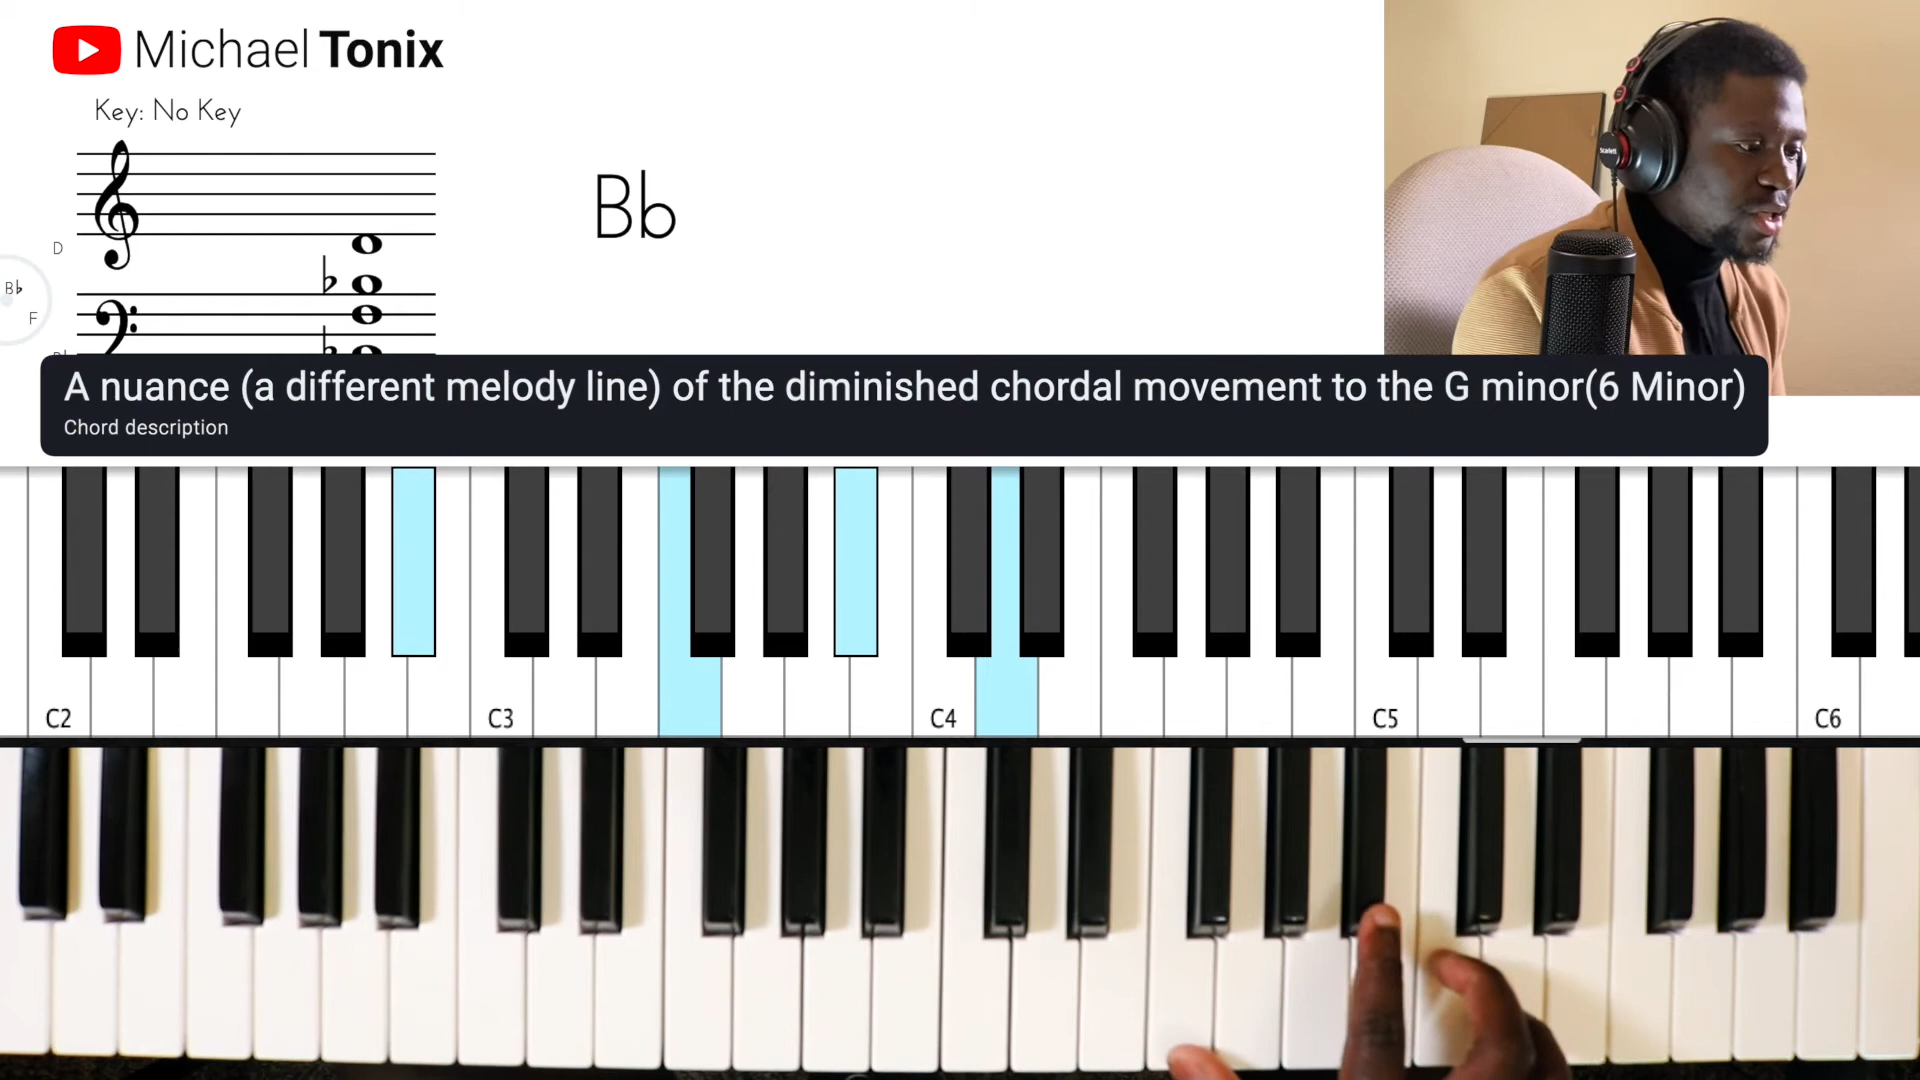 Michael Tonix
Key: No Key
Bb
D
B♭
F
A nuance (a different melody line) of the diminished chordal movement to the G minor(6 Minor)
Chord description
C2
C3
C4
C5
C6